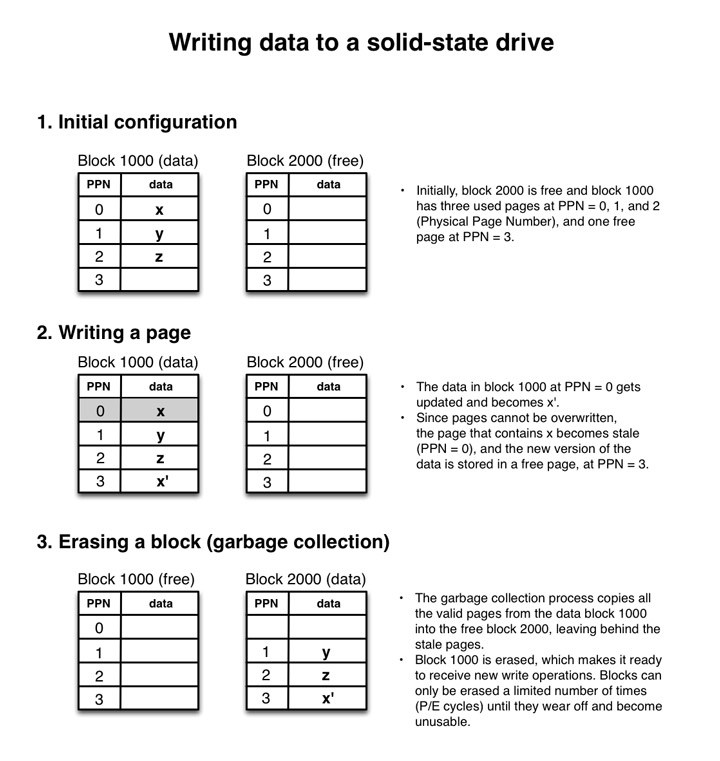 Writing data to a solid-state drive
1. Initial configuration
Block 1000 (data)
PPN data
0 x
1 y
2 z
3
Block 2000 (free)
PPN data
0
1
2
3
• Initially, block 2000 is free and block 1000
has three used pages at PPN = 0, 1, and 2
(Physical Page Number), and one free
page at PPN = 3.
2. Writing a page
Block 1000 (data)
PPN data
0 x
1 y
2 z
3 x'
Block 2000 (free)
PPN data
0
1
2
3
• The data in block 1000 at PPN = 0 gets
updated and becomes x'.
• Since pages cannot be overwritten,
the page that contains x becomes stale
(PPN = 0), and the new version of the
data is stored in a free page, at PPN = 3.
3. Erasing a block (garbage collection)
Block 1000 (free)
PPN data
0
1
2
3
Block 2000 (data)
PPN data
1 y
2 z
3 x'
• The garbage collection process copies all
the valid pages from the data block 1000
into the free block 2000, leaving behind the
stale pages.
• Block 1000 is erased, which makes it ready
to receive new write operations. Blocks can
only be erased a limited number of times
(P/E cycles) until they wear off and become
unusable.